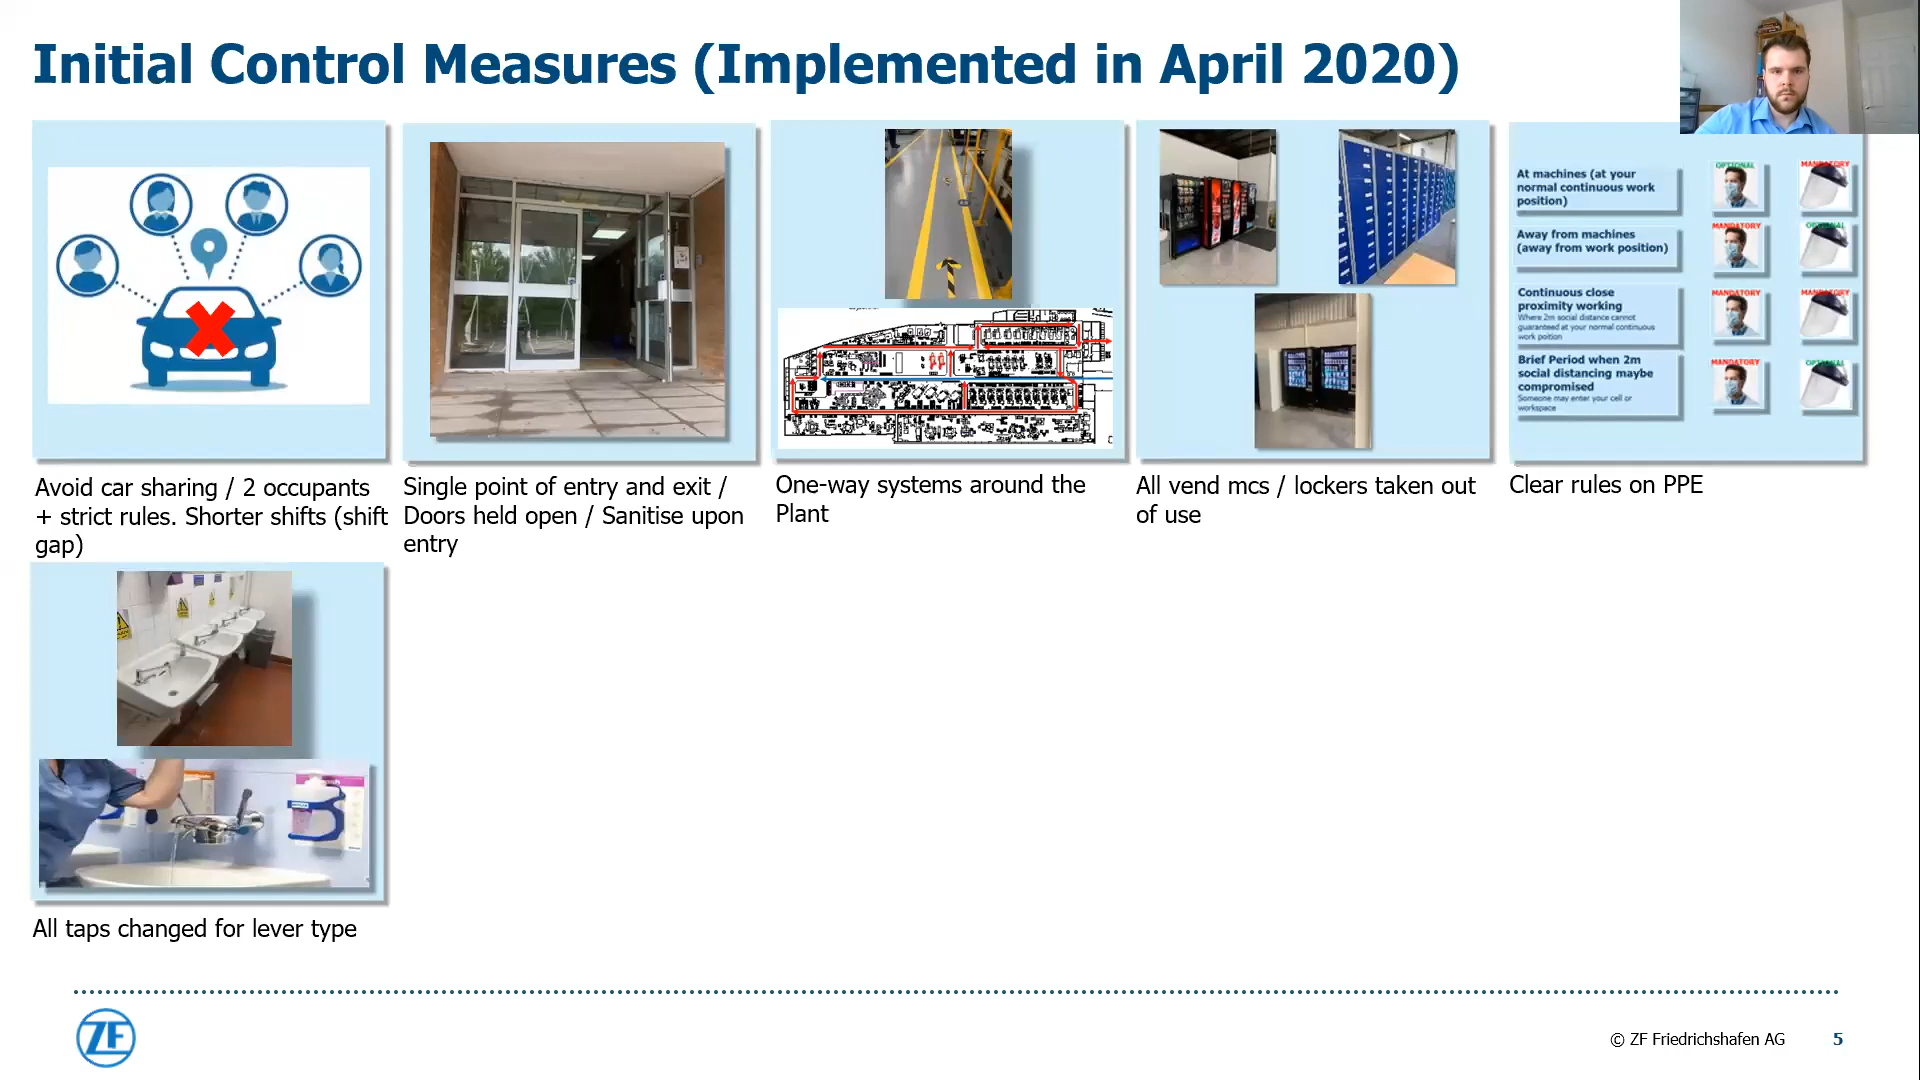 Initial Control Measures (Implemented in April 2020)
Avoid car sharing / 2 occupants
+ strict rules. Shorter shifts (shift
gap)
Single point of entry and exit /
Doors held open / Sanitise upon
entry
One-way systems around the
Plant
All vend mcs / lockers taken out
of use
At machines (at your
normal continuous work
position)
OPTIONAL
MANDATORY
Away from machines
(away from work position)
MANDATORY
OPTIONAL
Continuous close
proximity working
Where 2m social distance cannot
guaranteed at your normal continuous
work poition
MANDATORY
MANDATORY
Brief Period when 2m
social distancing maybe
compromised
Someone may enter your cell or
workspace
MANDATORY
OPTIONAL
Clear rules on PPE
All taps changed for lever type
ZF
© ZF Friedrichshafen AG
5